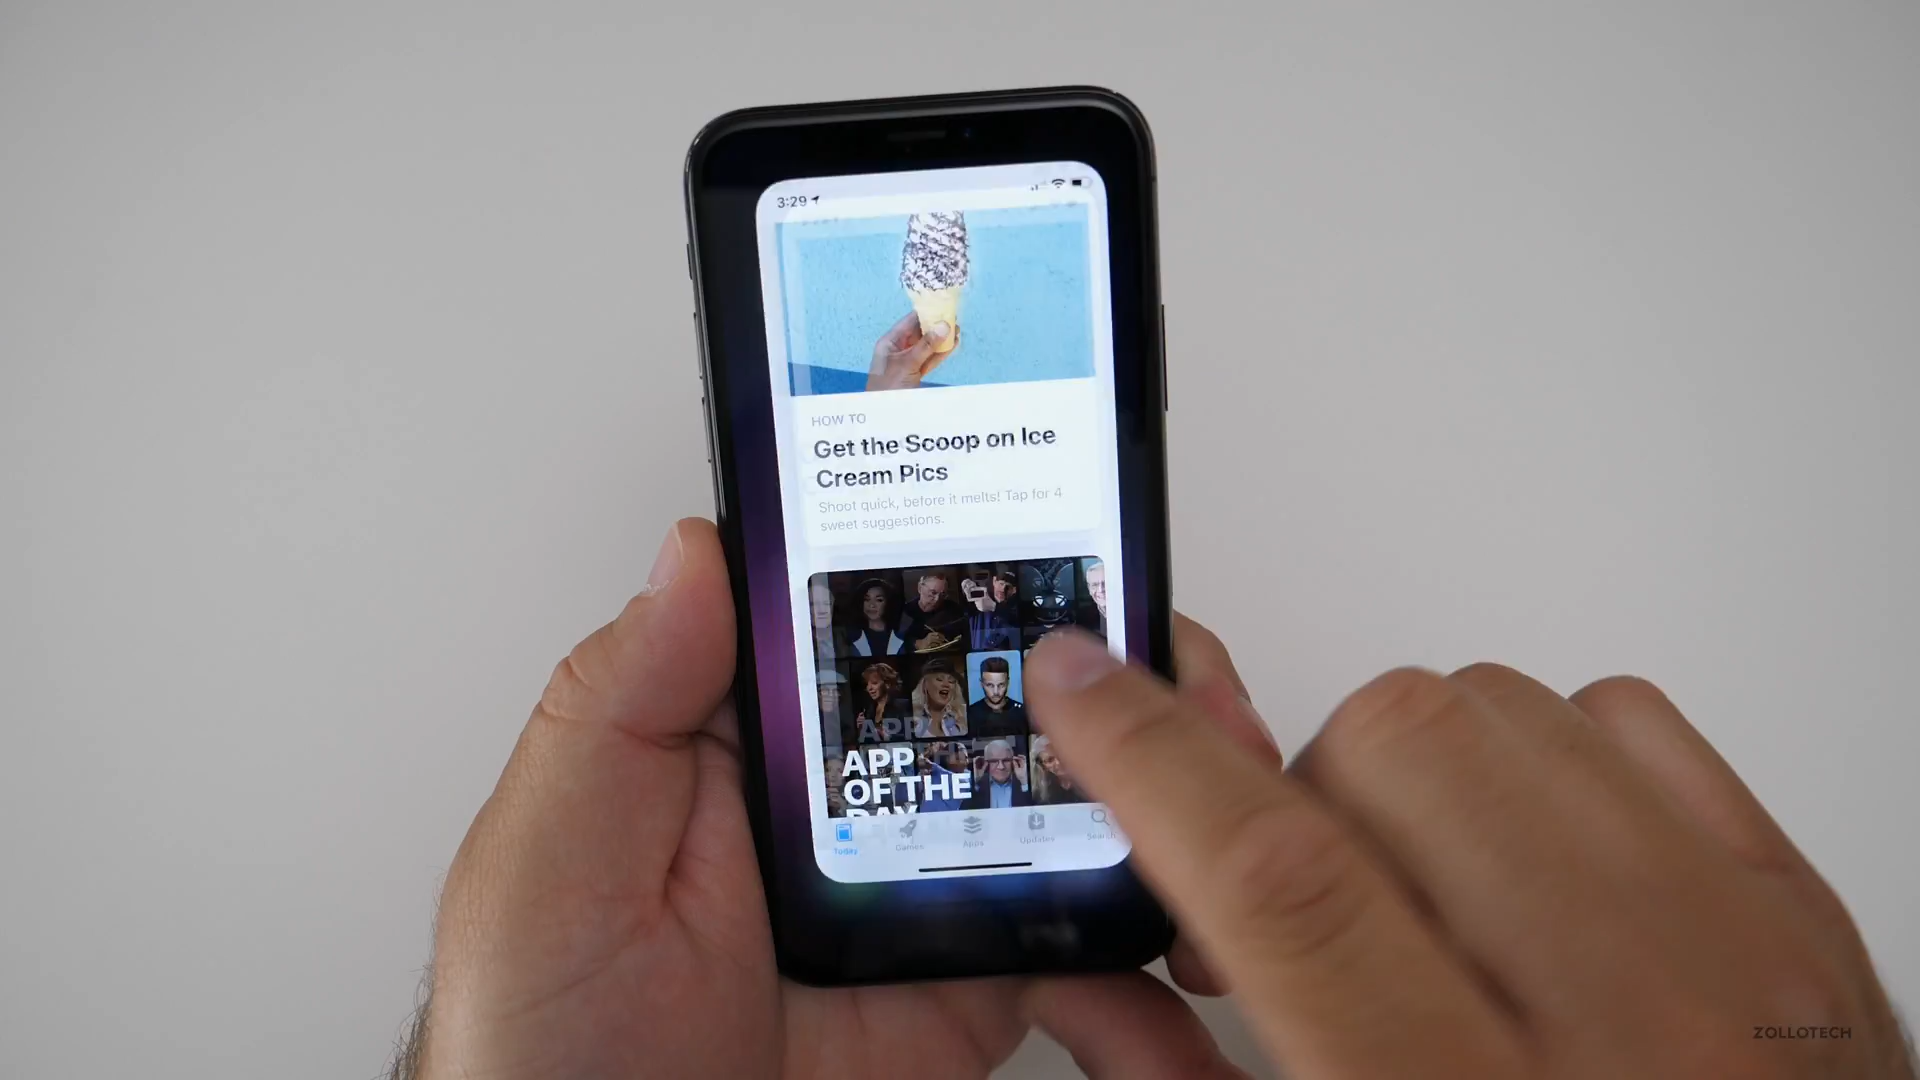 3:29
HOW TO
Get the Scoop on Ice
Cream Pics
Shoot quick, before it melts! Tap for 4
sweet suggestions.
APP
OF THE
DAY
Today
Games
Apps
Updates
Search
ZOLLOTECH